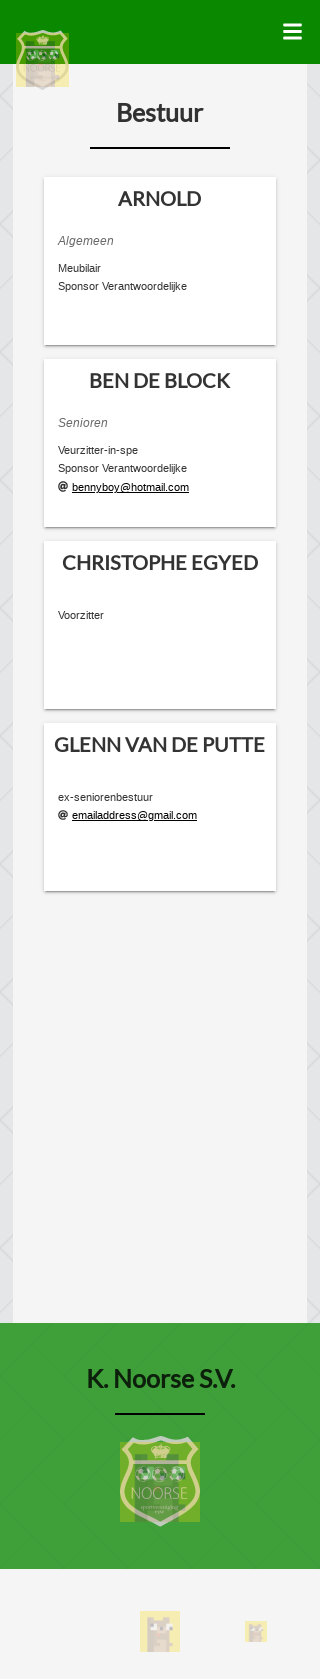 Bestuur
ARNOLD
Algemeen
Meubilair
Sponsor Verantwoordelijke
BEN DE BLOCK
Senioren
Veurzitter-in-spe
Sponsor Verantwoordelijke
@ bennyboy@hotmail.com
CHRISTOPHE EGYED
Voorzitter
GLENN VAN DE PUTTE
ex-seniorenbestuur
@ emailaddress@gmail.com
K. Noorse S.V.
NOORSE